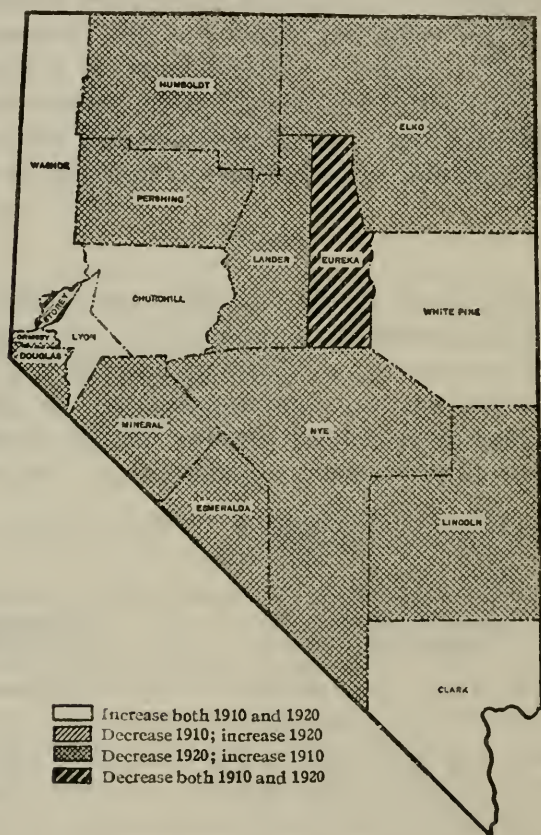 HUMBOLDT
ELKO
WASHOE
PERSHING
LANDER
EUREKA
CHURCHILL
WHITE PINE
STOREY
ORMSBY
LYON
DOUGLAS
MINERAL
NYE
ESMERALDA
LINCOLN
CLARK
Increase both 1910 and 1920
Decrease 1910; increase 1920
Decrease 1920; increase 1910
Decrease both 1910 and 1920